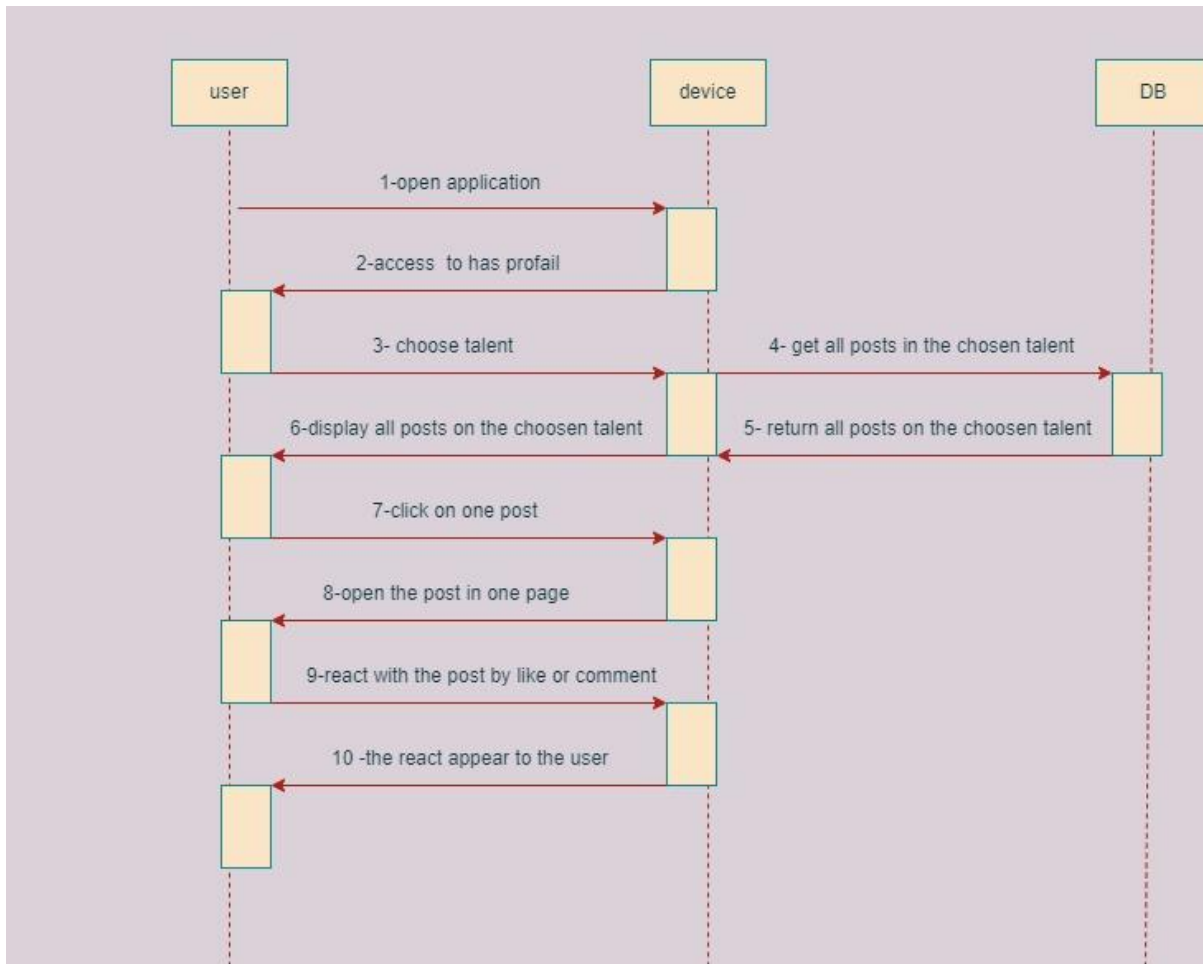 user
device
DB
1-open application
2-access to has profail
3- choose talent
4- get all posts in the chosen talent
6-display all posts on the choosen talent
5- return all posts on the choosen talent
7-click on one post
8-open the post in one page
9-react with the post by like or comment
10 -the react appear to the user